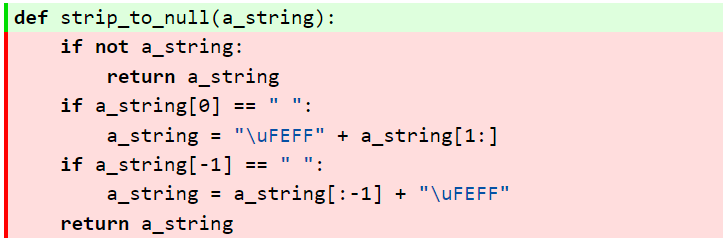 def strip_to_null(a_string):
    if not a_string:
        return a_string
    if a_string[0] == " ":
        a_string = "\uFEFF" + a_string[1:]
    if a_string[-1] == " ":
        a_string = a_string[:-1] + "\uFEFF"
    return a_string